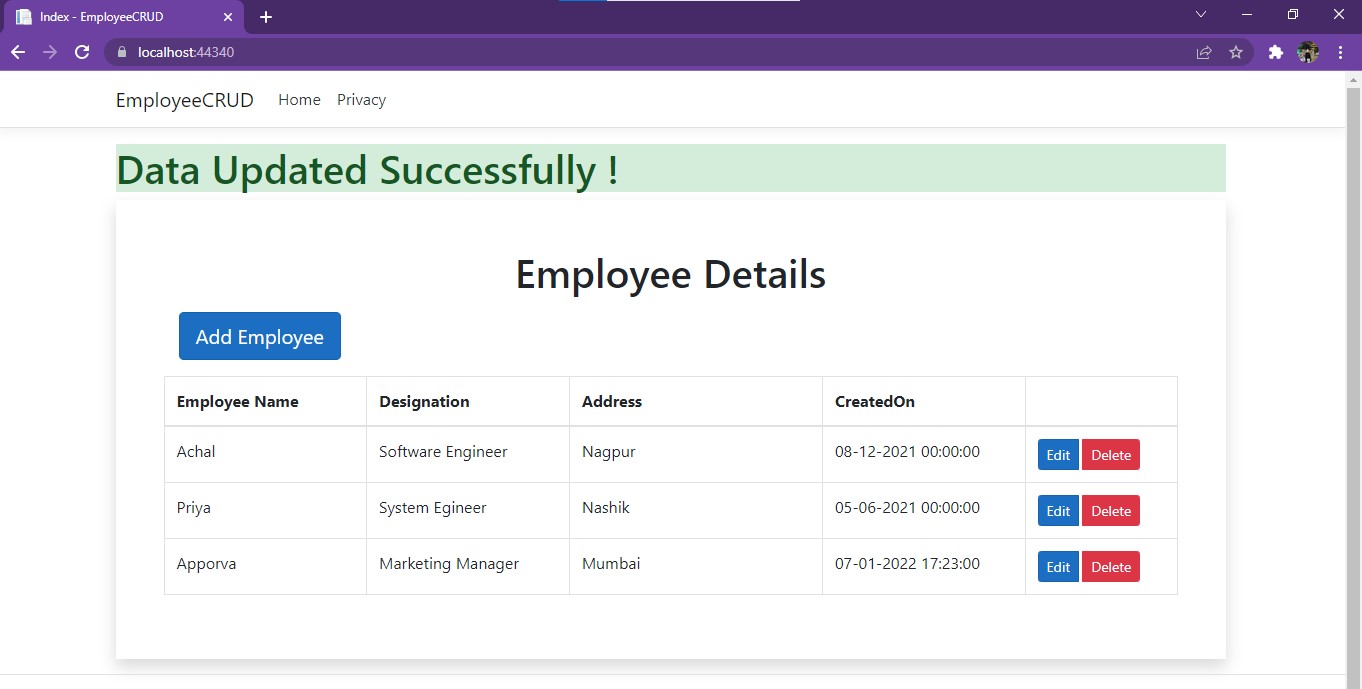 Index - EmployeeCRUD
localhost:44340
EmployeeCRUD Home Privacy
Data Updated Successfully !
Employee Details
Add Employee
Employee Name Designation Address CreatedOn
Achal Software Engineer Nagpur 08-12-2021 00:00:00 Edit Delete
Priya System Egineer Nashik 05-06-2021 00:00:00 Edit Delete
Apporva Marketing Manager Mumbai 07-01-2022 17:23:00 Edit Delete